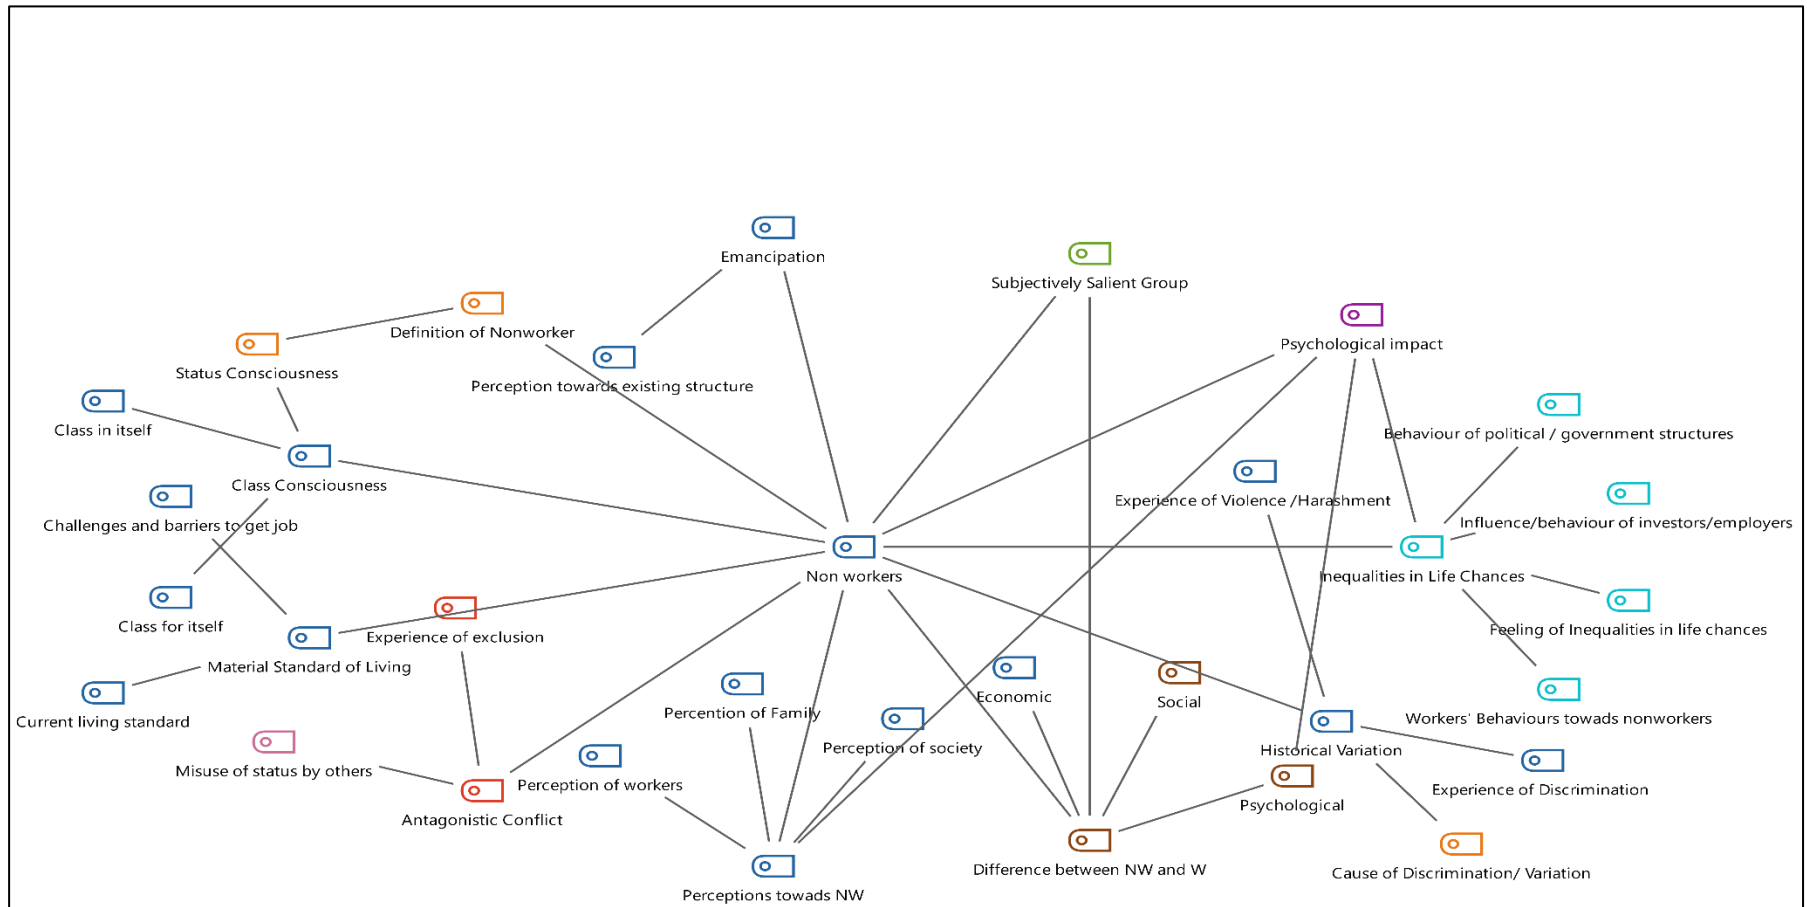 Emancipation
Subjectively Salient Group
Definition of Nonworker
Psychological impact
Status Consciousness
Perception towards existing structure
Class in itself
Behaviour of political / government structures
Class Consciousness
Experience of Violence /Harashment
Challenges and barriers to get job
Influence/behaviour of investors/employers
Non workers
Inequalities in Life Chances
Class for itself
Experience of exclusion
Feeling of Inequalities in life chances
Material Standard of Living
Current living standard
Percention of Family
Economic
Social
Workers' Behaviours towads nonworkers
Perception of society
Historical Variation
Misuse of status by others
Perception of workers
Experience of Discrimination
Psychological
Antagonistic Conflict
Difference between NW and W
Cause of Discrimination/ Variation
Perceptions towads NW